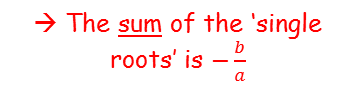 → The sum of the ‘single
roots’ is − b/a